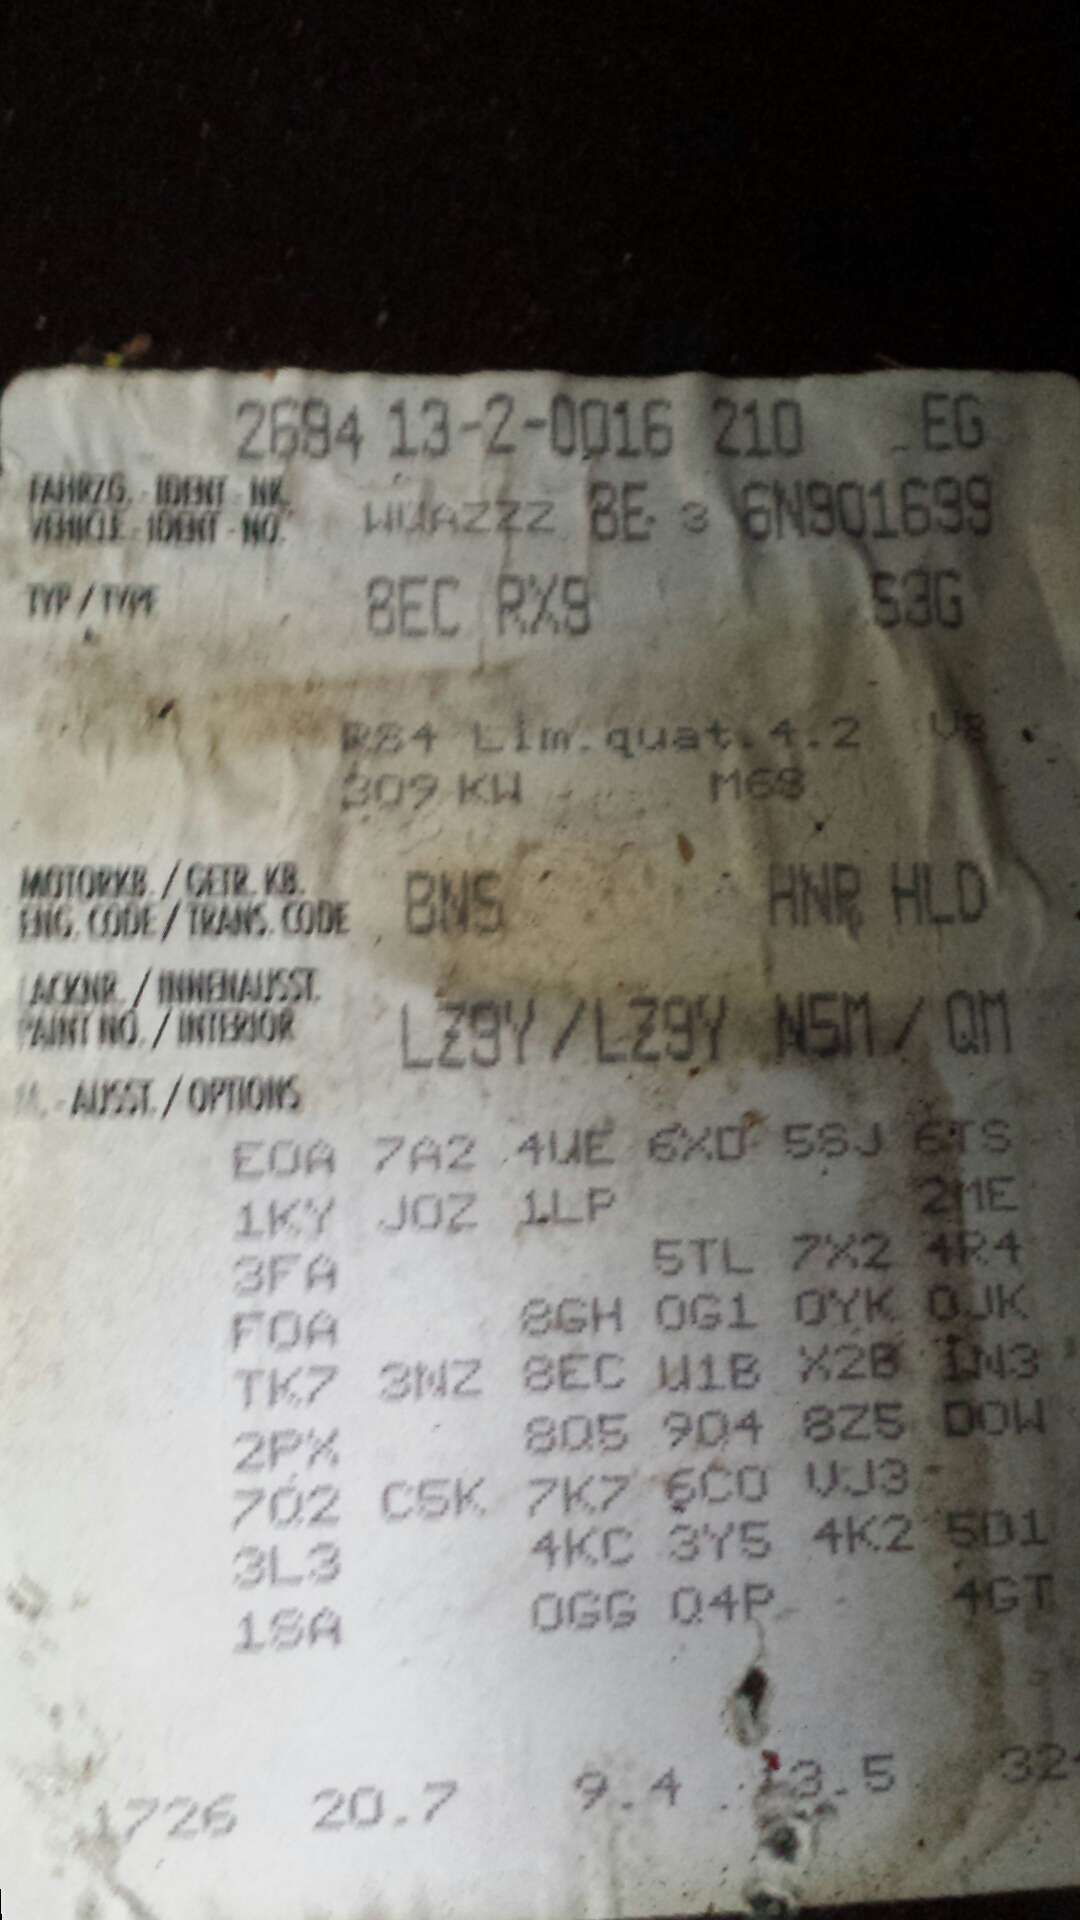 2684 13-2-0016 210 EG
FAHRZG. - IDENT - NR.
VEHICLE - IDENT - NO. WUAZZZ 8E 3 6N901699
TYP / TYPE 8EC RX9 S3G
RS4 Lim.quat.4.2 V8
309 KW M6S
MOTORKB. / GETR. KB.
ENG. CODE / TRANS. CODE BNS HNR HLD
LACKNR. / INNENAUSST.
PAINT NO. / INTERIOR LZ9Y / LZ9Y N5M / QM
M. - AUSST. / OPTIONS
E0A 7A2 4UE 6XD 5SJ 6TS
1KY J0Z 1LP 2ME
3FA 5TL 7X2 4R4
F0A 8GH 0G1 0YK 0JK
TK7 3NZ 8EC U1B X2B 1N3
2PX 8Q5 9Q4 8Z5 D0W
7Q2 C5K 7K7 6C0 VJ3
3L3 4KC 3Y5 4K2 5D1
1SA 0GG Q4P 4GT
1726 20.7 9.4 13.5